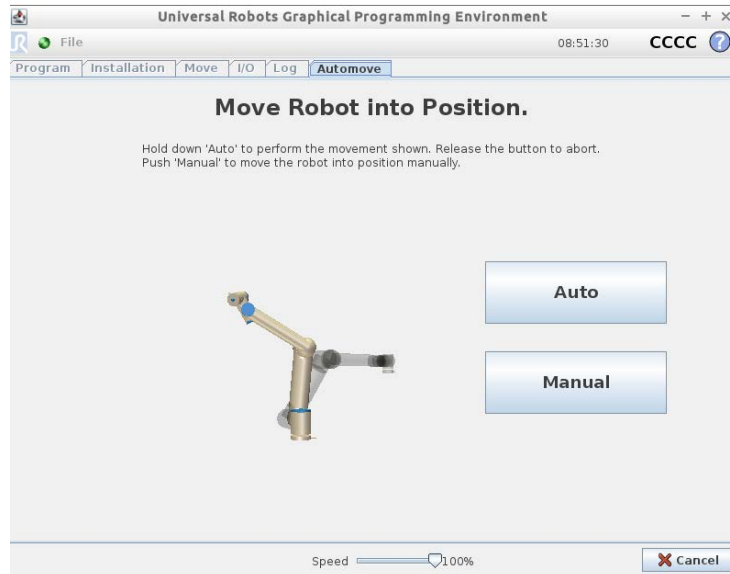 Universal Robots Graphical Programming Environment
UR File 08:51:30 CCCC ?
Program Installation Move I/O Log Automove
Move Robot into Position.
Hold down 'Auto' to perform the movement shown. Release the button to abort.
Push 'Manual' to move the robot into position manually.
Auto
Manual
Speed 100% Cancel